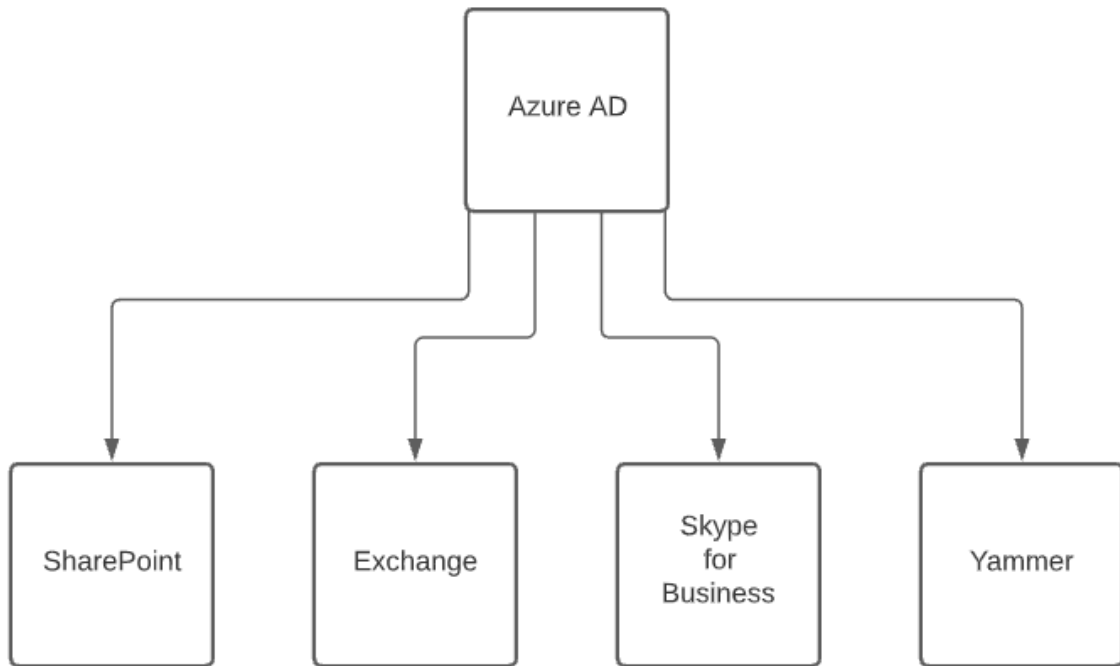 Azure AD
SharePoint
Exchange
Skype
for
Business
Yammer